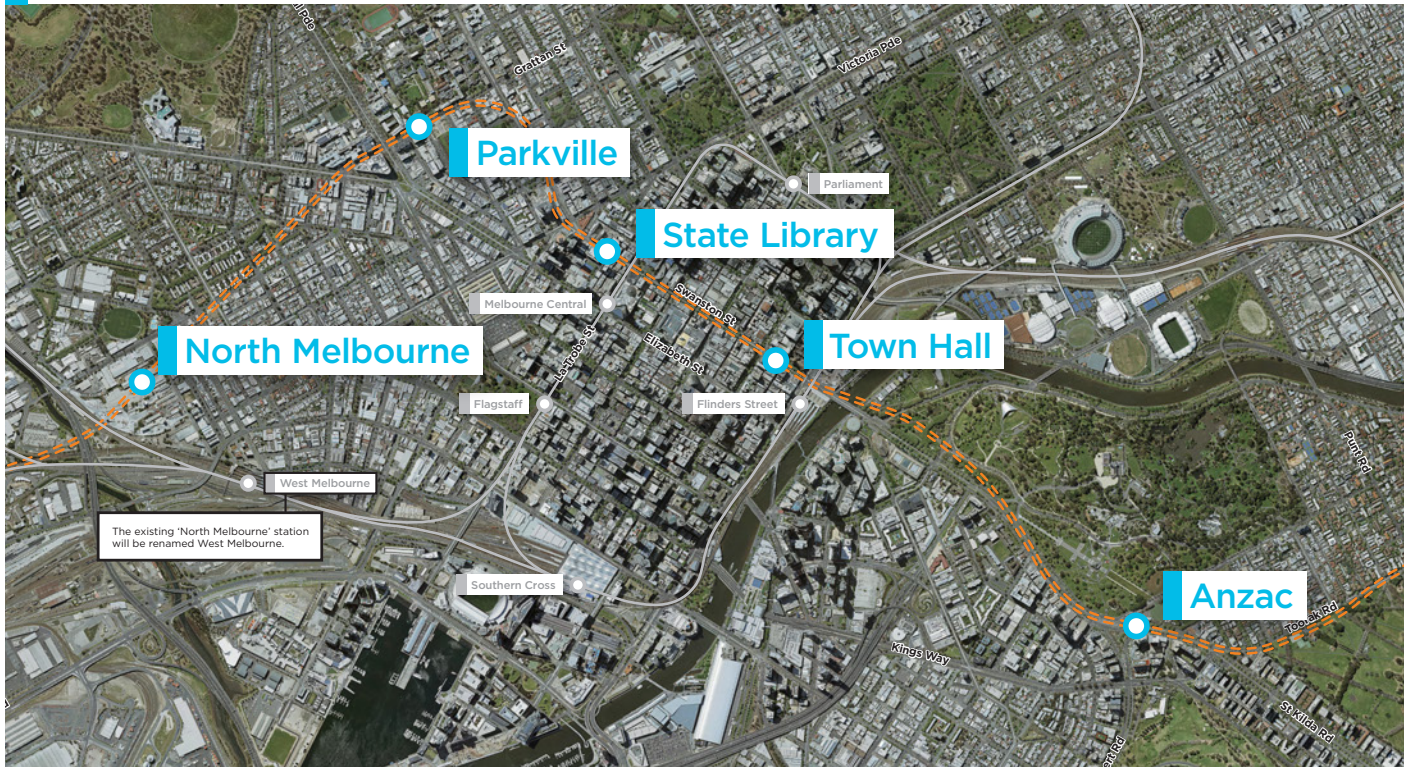 Grattan St
Victoria Pde
Parkville
Parliament
State Library
Melbourne Central
Swanston St
North Melbourne
La Trobe St
Elizabeth St
Town Hall
Flagstaff
Flinders Street
Punt Rd
West Melbourne
The existing ‘North Melbourne’ station
will be renamed West Melbourne.
Southern Cross
Anzac
Toorak Rd
Kings Way
St Kilda Rd